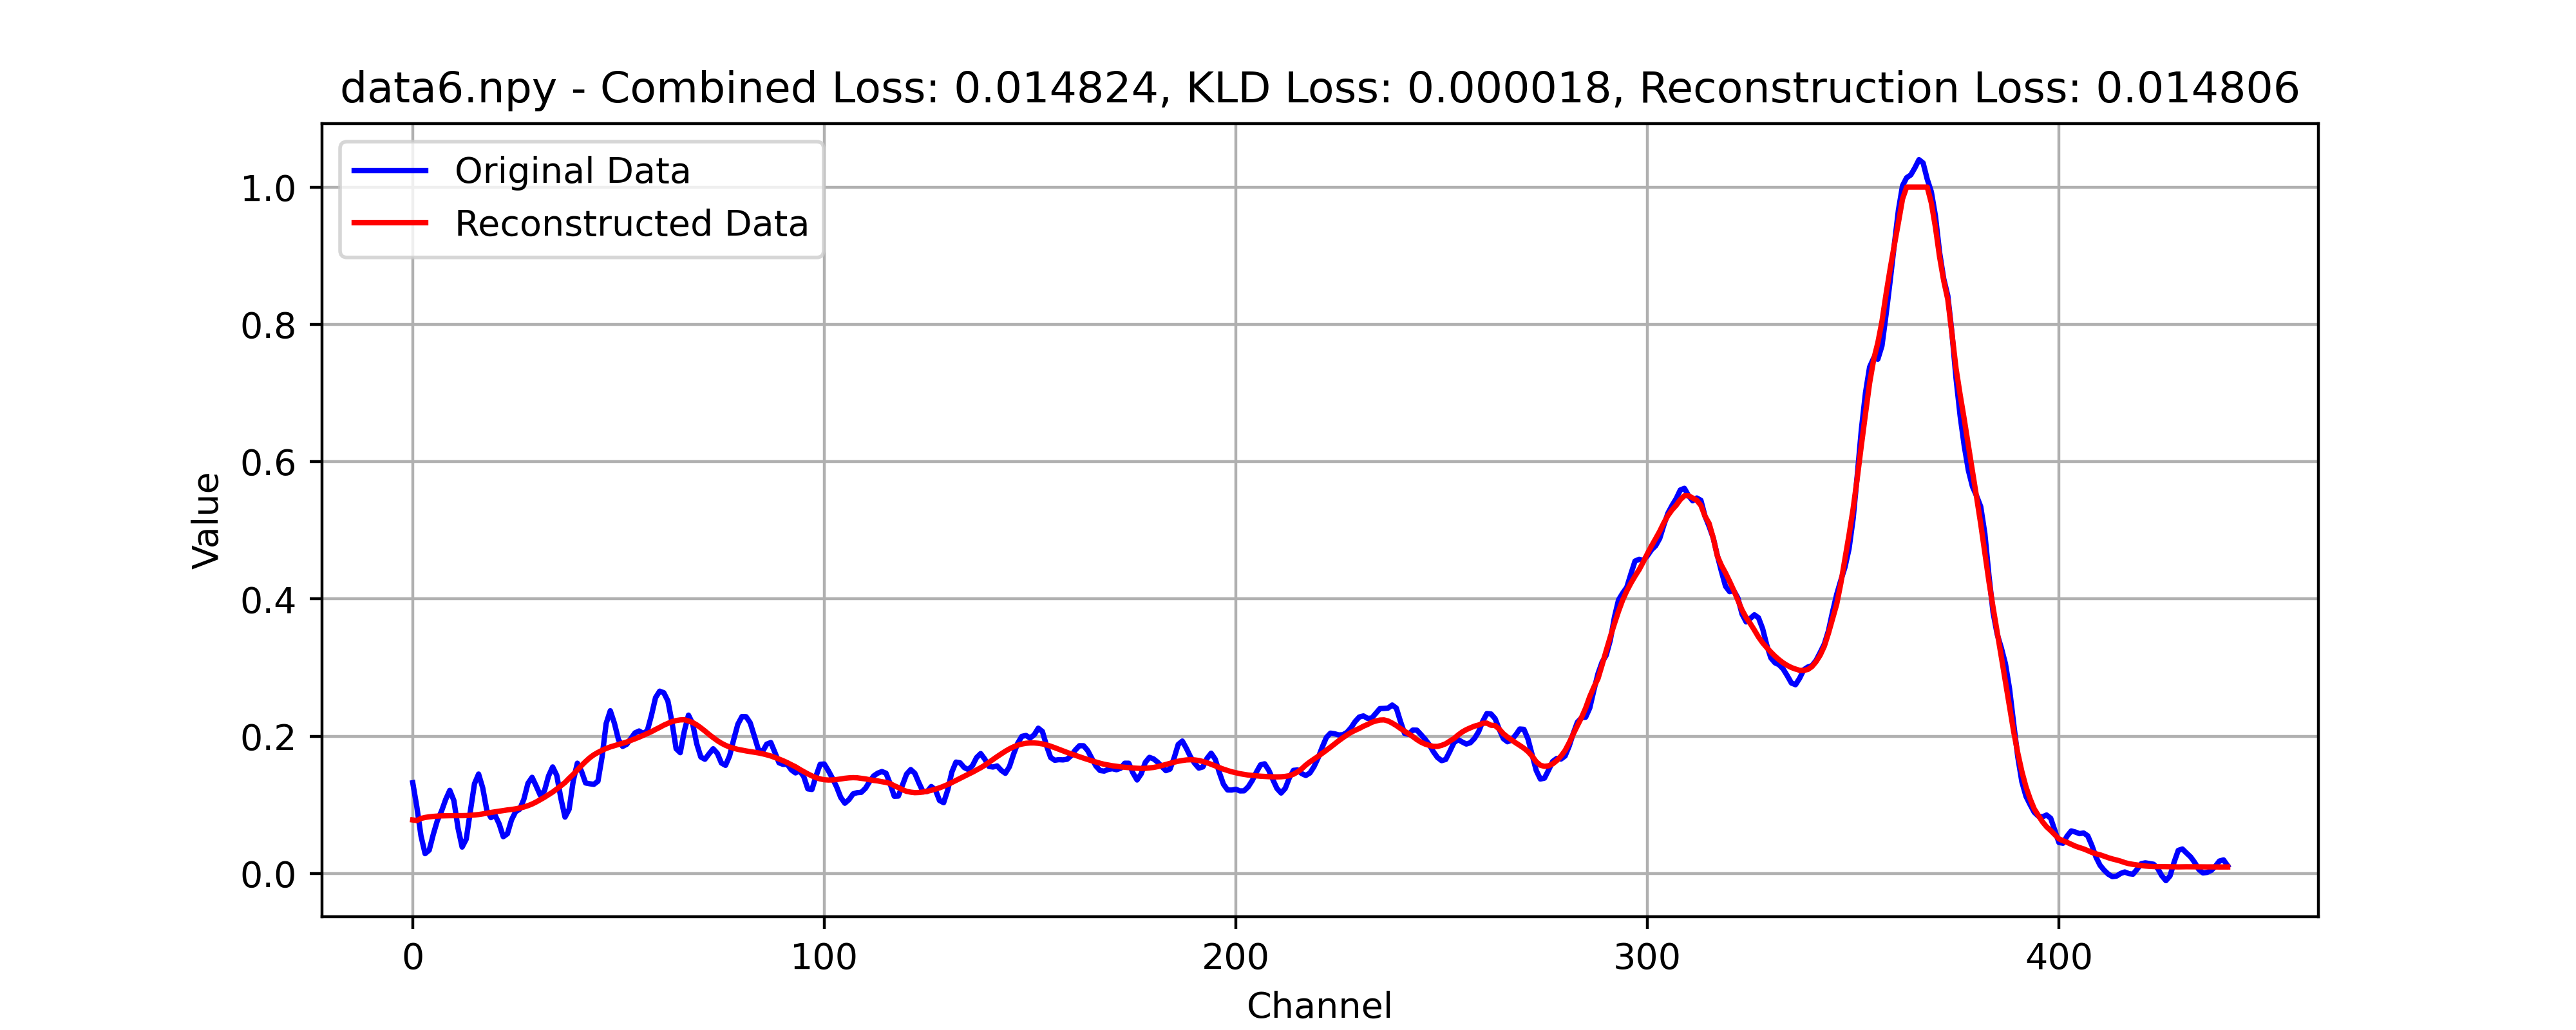 data6.npy - Combined Loss: 0.014824, KLD Loss: 0.000018, Reconstruction Loss: 0.014806
Original Data
Reconstructed Data
1.0
0.8
0.6
0.4
0.2
0.0
Value
0 100 200 300 400
Channel